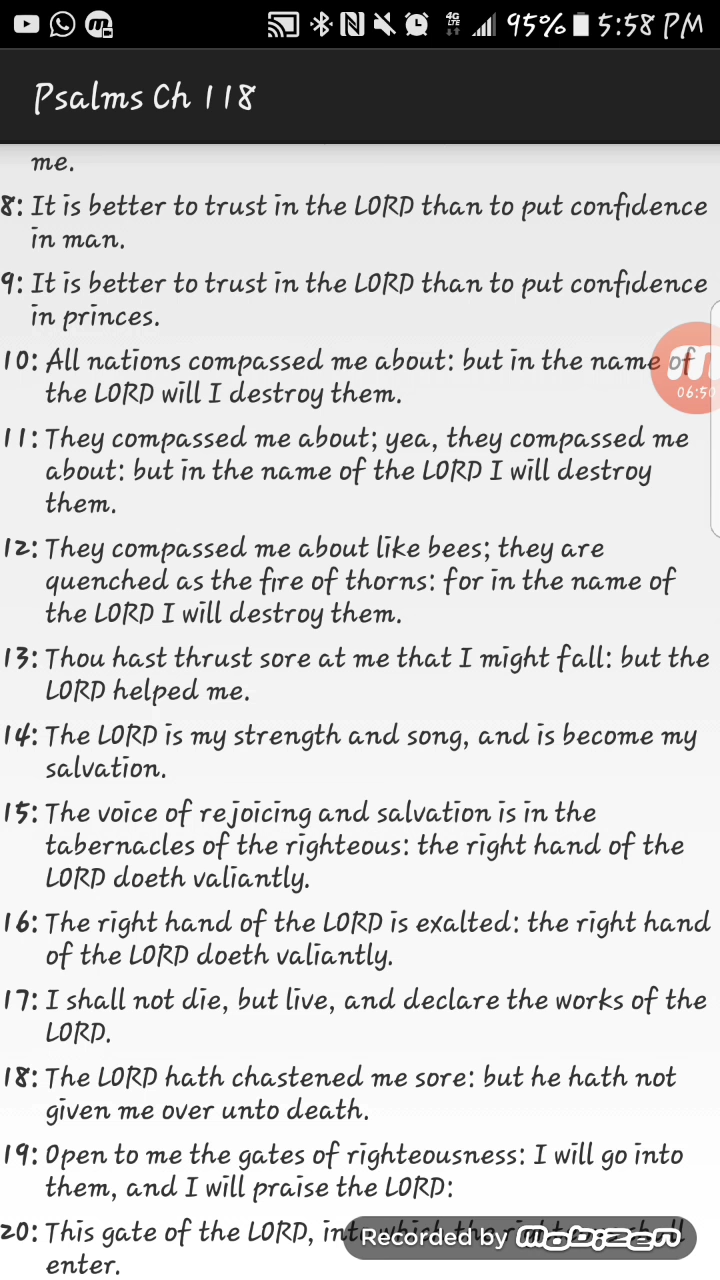 4G
LTE
95%
5:58 PM
Psalms Ch 118
me.
8: It is better to trust in the LORD than to put confidence
in man.
9: It is better to trust in the LORD than to put confidence
in princes.
10: All nations compassed me about: but in the name of
the LORD will I destroy them.
06:50
11: They compassed me about; yea, they compassed me
about: but in the name of the LORD I will destroy
them.
12: They compassed me about like bees; they are
quenched as the fire of thorns: for in the name of
the LORD I will destroy them.
13: Thou hast thrust sore at me that I might fall: but the
LORD helped me.
14: The LORD is my strength and song, and is become my
salvation.
15: The voice of rejoicing and salvation is in the
tabernacles of the righteous: the right hand of the
LORD doeth valiantly.
16: The right hand of the LORD is exalted: the right hand
of the LORD doeth valiantly.
17: I shall not die, but live, and declare the works of the
LORD.
18: The LORD hath chastened me sore: but he hath not
given me over unto death.
19: Open to me the gates of righteousness: I will go into
them, and I will praise the LORD:
20: This gate of the LORD, into which the righteous shall
Recorded by mobizen
enter.